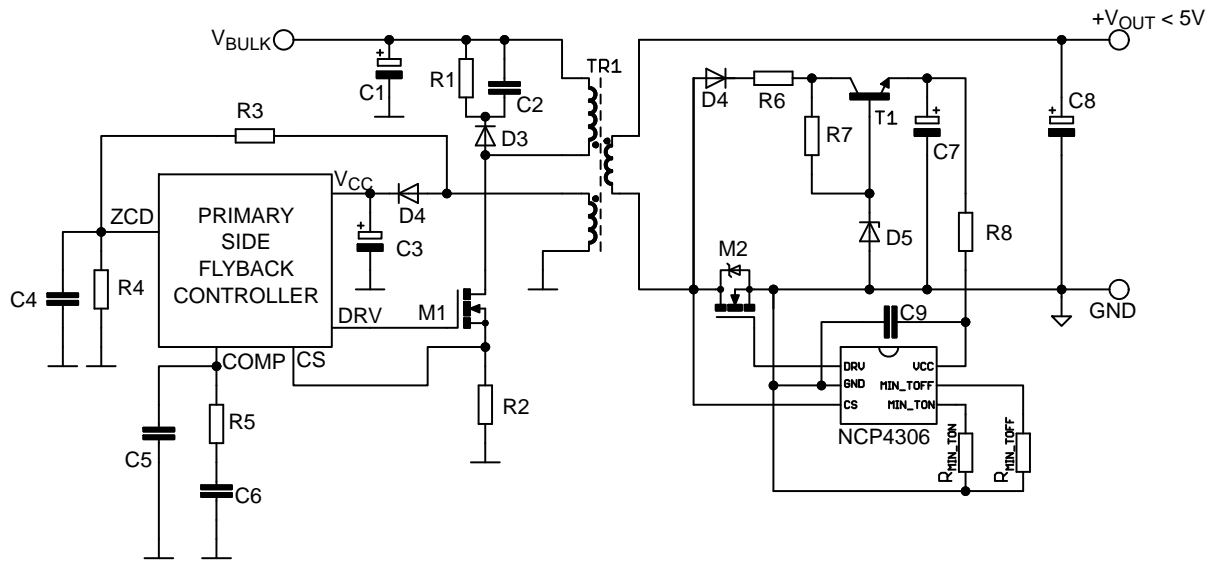 +V_OUT < 5V
V_BULK
C1
+
R1
C2
TR1
D3
D4
R6
T1
R7
+
C7
+
C8
R3
V_CC
D4
+
C3
ZCD
PRIMARY
SIDE
FLYBACK
CONTROLLER
C4
R4
DRV
M1
COMP
CS
R2
C5
R5
C6
M2
D5
R8
GND
C9
DRV
GND
CS
VCC
MIN_TOFF
MIN_TON
NCP4306
R_MIN_TON
R_MIN_TOFF
+